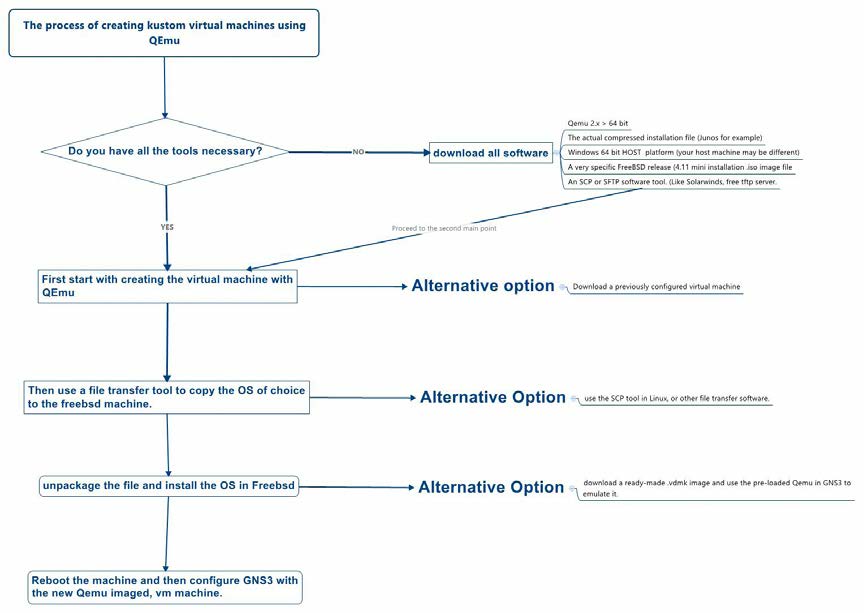 The process of creating kustom virtual machines using
QEmu
Do you have all the tools necessary?
NO
download all software
Qemu 2.x > 64 bit
The actual compressed installation file (Junos for example)
Windows 64 bit HOST platform (your host machine may be different)
A very specific FreeBSD release (4.11 mini installation .iso image file
An SCP or SFTP software tool. (Like Solarwinds, free tftp server.
YES
Proceed to the second main point
First start with creating the virtual machine with
QEmu
Alternative option
Download a previously configured virtual machine
Then use a file transfer tool to copy the OS of choice
to the freebsd machine.
Alternative Option
use the SCP tool in Linux, or other file transfer software.
unpackage the file and install the OS in Freebsd
Alternative Option
download a ready-made .vdmk image and use the pre-loaded Qemu in GNS3 to
emulate it.
Reboot the machine and then configure GNS3 with
the new Qemu imaged, vm machine.